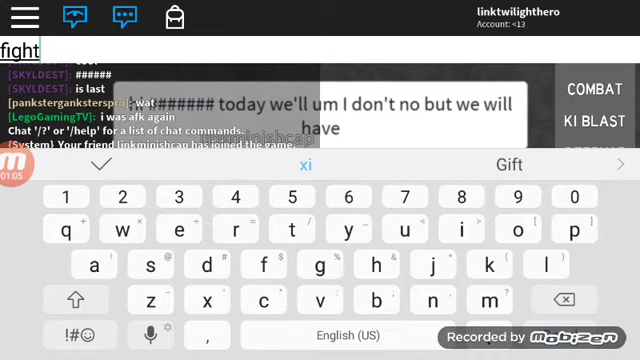 linktwilighthero
Account: <13
fight
[SKYLDEST]: ######
[SKYLDEST]: is last
[panksterganksterspro]: wat
[LegoGamingTV]: i was afk again
Chat '/?' or '/help' for a list of chat commands.
{System} Your friend linkminishcap has joined the game.
hi ####### today we'll um I don't no but we will
have
linkminishcap
COMBAT
KI BLAST
01:05
xi
Gift
1 2 3 4 5 6 7 8 9 0
q w e r t y u i o p
a s d f g h j k l
z x c v b n m
!#☺ , English (US)
Recorded by mobizen